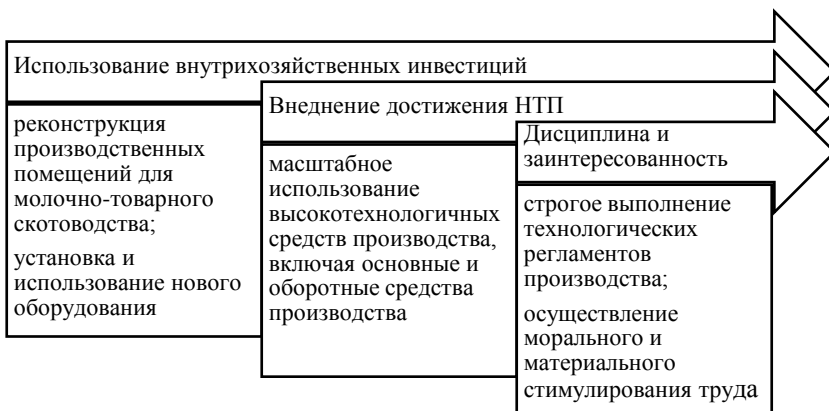 Использование внутрихозяйственных инвестиций
реконструкция
производственных
помещений для
молочно-товарного
скотоводства;
установка и
использование нового
оборудования
Внеднение достижения НТП
масштабное
использование
высокотехнологичных
средств производства,
включая основные и
оборотные средства
производства
Дисциплина и
заинтересованность
строгое выполнение
технологических
регламентов
производства;
осуществление
морального и
материального
стимулирования труда